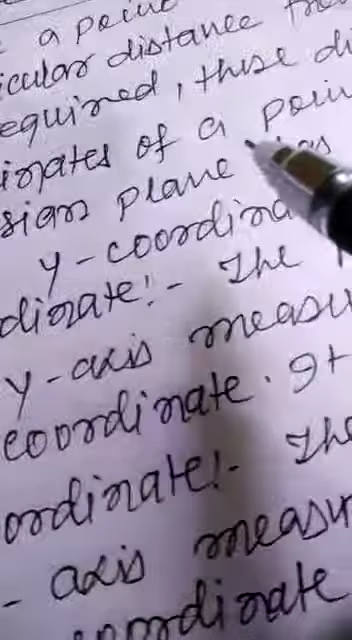 a point
icular distance
equired, these di
inates of a poin
sian plane
y-coordina
dinate:- The
y-axis measu
coordinate. It
ordinate:- The
- axis measu
coordinate